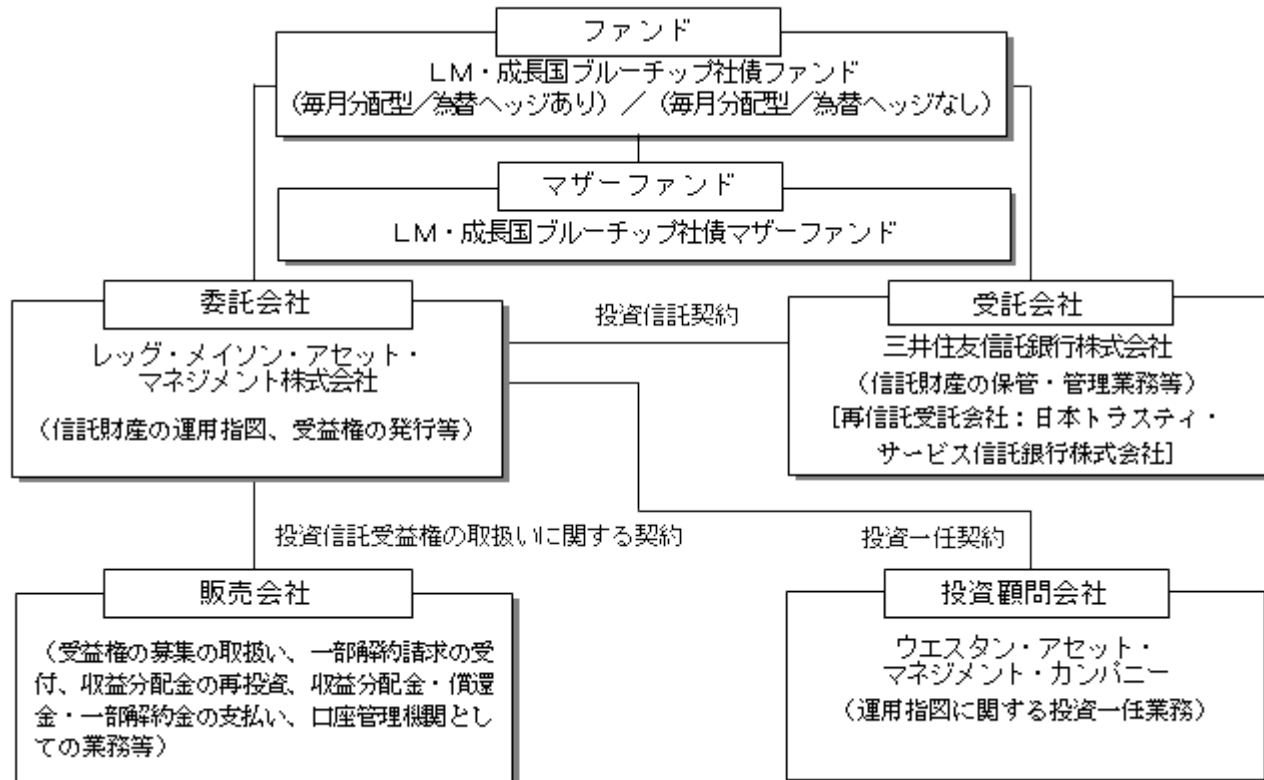 ファンド
LM・成長国ブルーチップ社債ファンド
(毎月分配型/為替ヘッジあり) / (毎月分配型/為替ヘッジなし)
マザーファンド
LM・成長国ブルーチップ社債マザーファンド
委託会社
レッグ・メイソン・アセット・
マネジメント株式会社
(信託財産の運用指図、受益権の発行等)
投資信託契約
受託会社
三井住友信託銀行株式会社
(信託財産の保管・管理業務等)
[再信託受託会社:日本トラスティ・
サービス信託銀行株式会社]
投資信託受益権の取扱いに関する契約
投資一任契約
販売会社
(受益権の募集の取扱い、一部解約請求の受
付、収益分配金の再投資、収益分配金・償還
金・一部解約金の支払い、口座管理機関とし
ての業務等)
投資顧問会社
ウエスタン・アセット・
マネジメント・カンパニー
(運用指図に関する投資一任業務)